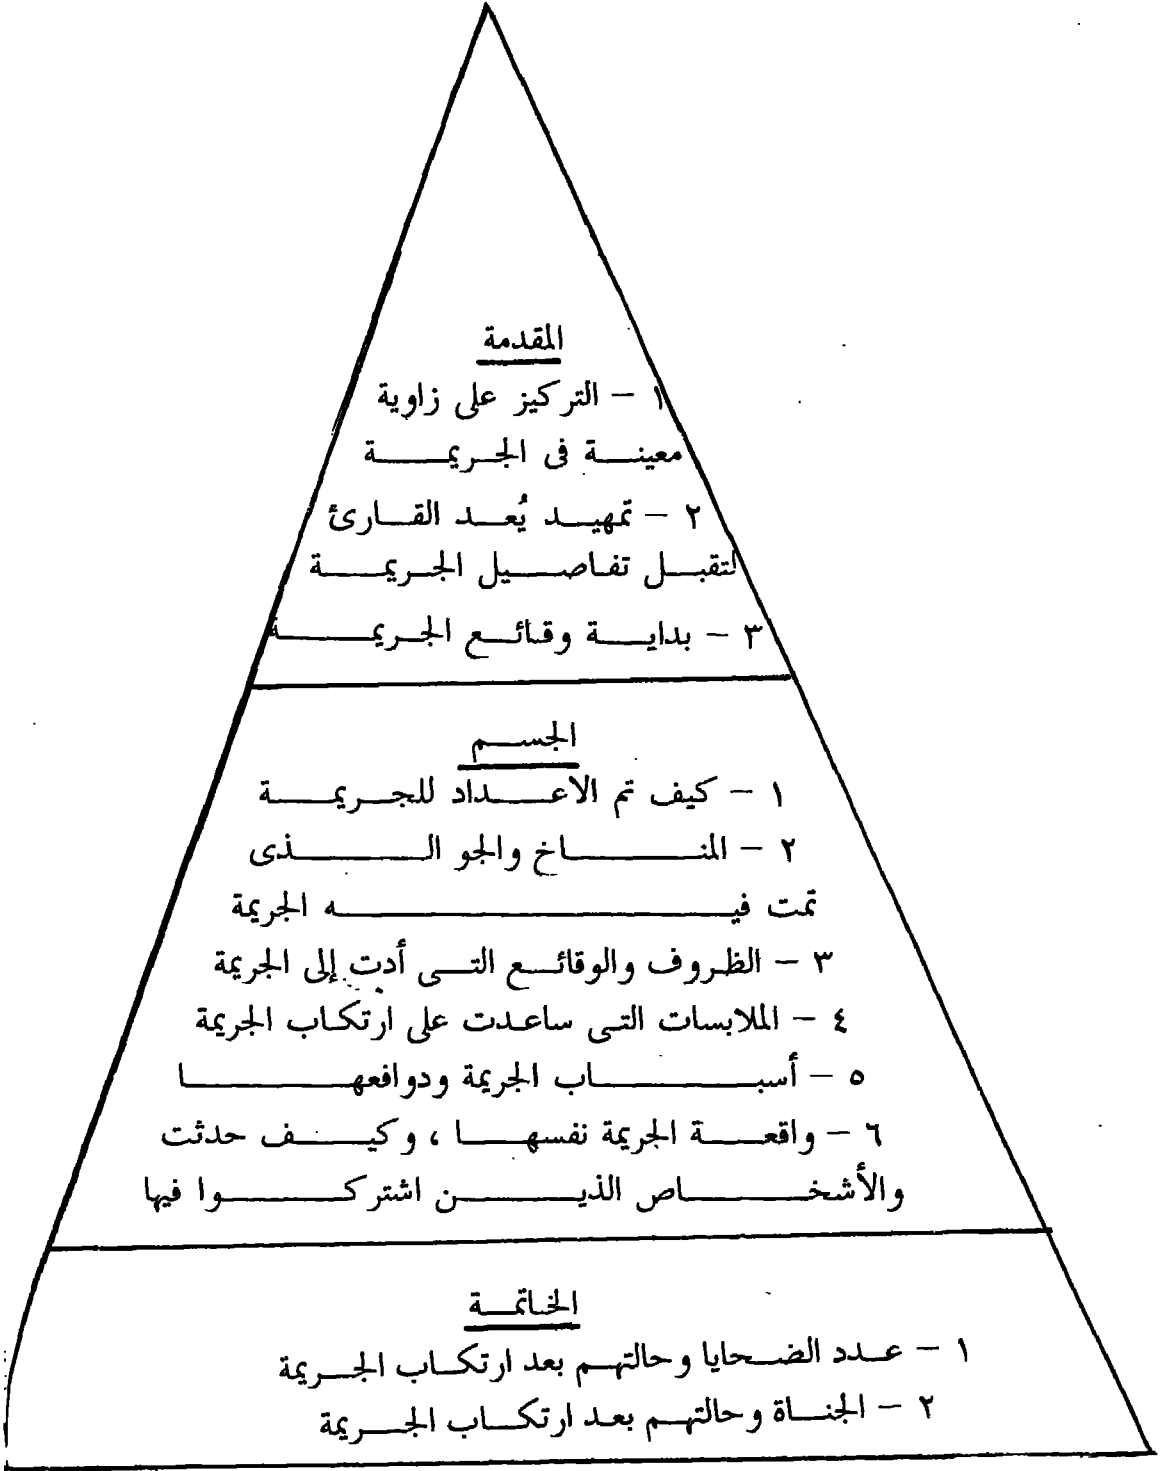 المقدمة
١ - التركيز على زاوية
معينة فى الجريمة
٢ - تمهيد يُعد القارئ
لتقبل تفاصيل الجريمة
٣ - بداية وقائع الجريمة
الجسم
١ - كيف تم الاعداد للجريمة
٢ - المناخ والجو الذى
تمت فيه الجريمة
٣ - الظروف والوقائع التى أدت إلى الجريمة
٤ - الملابسات التى ساعدت على ارتكاب الجريمة
٥ - أسباب الجريمة ودوافعها
٦ - واقعة الجريمة نفسها ، وكيف حدثت
والأشخاص الذين اشتركوا فيها
الخاتمة
١ - عدد الضحايا وحالتهم بعد ارتكاب الجريمة
٢ - الجناة وحالتهم بعد ارتكاب الجريمة